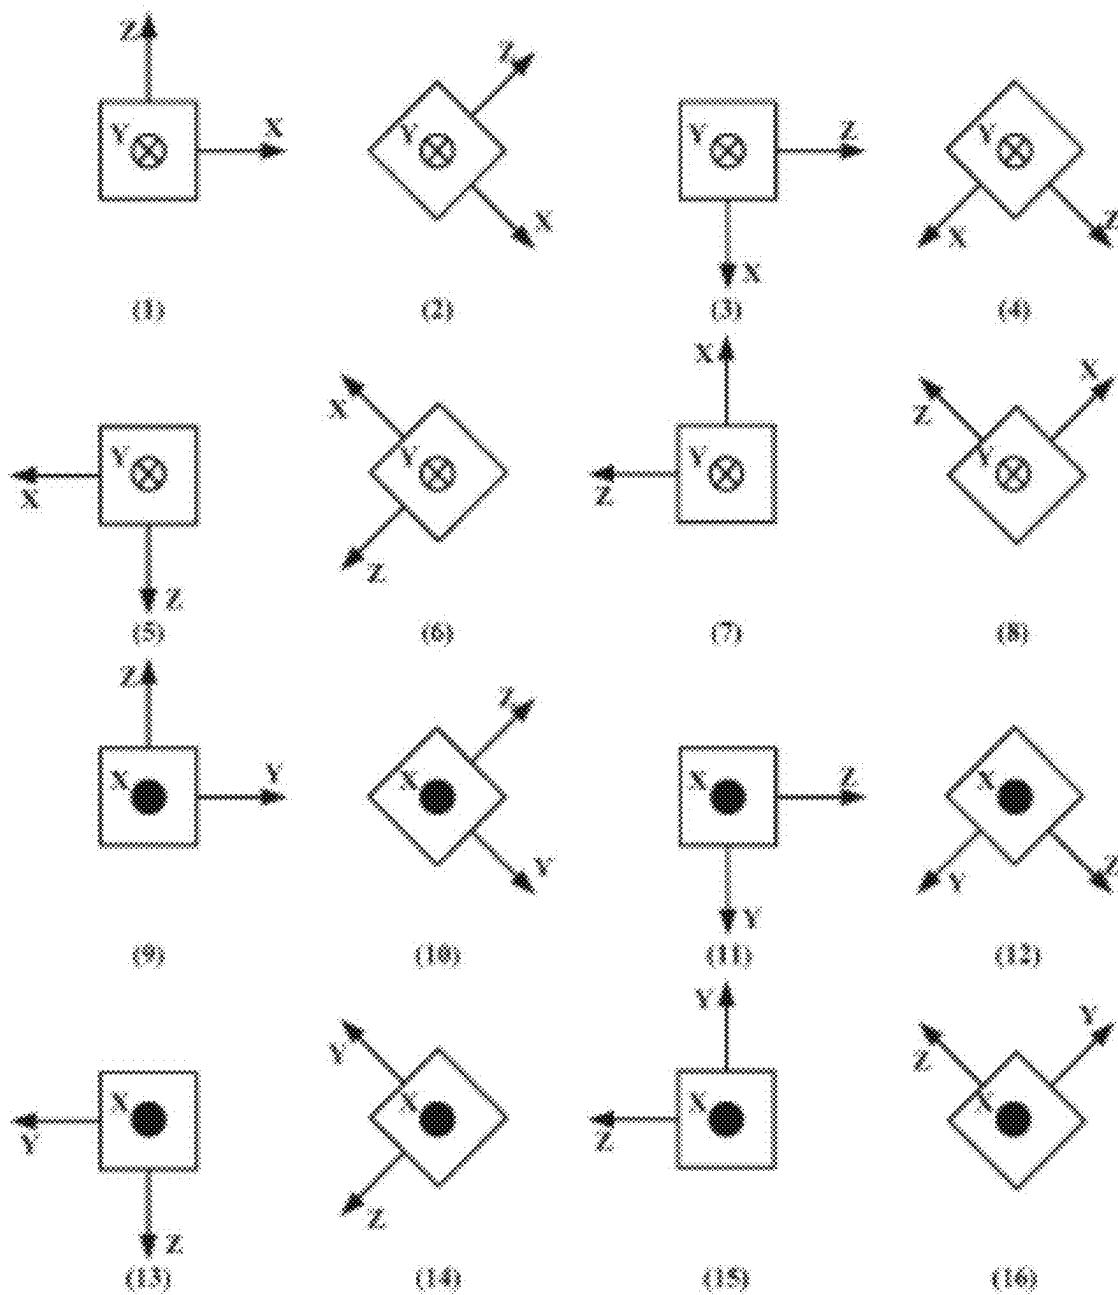 Z Z
Y X Y Y Z Y
X X X Z
(1) (2) (3) (4)
X X
X Y Y Z Y Z Y
X Z Z
(5) (6) (7) (8)
Z Z
X Y X X Z X
Y Y Y Z
(9) (10) (11) (12)
Y Y
X Y X X Z X
Y Z Z Z
(13) (14) (15) (16)